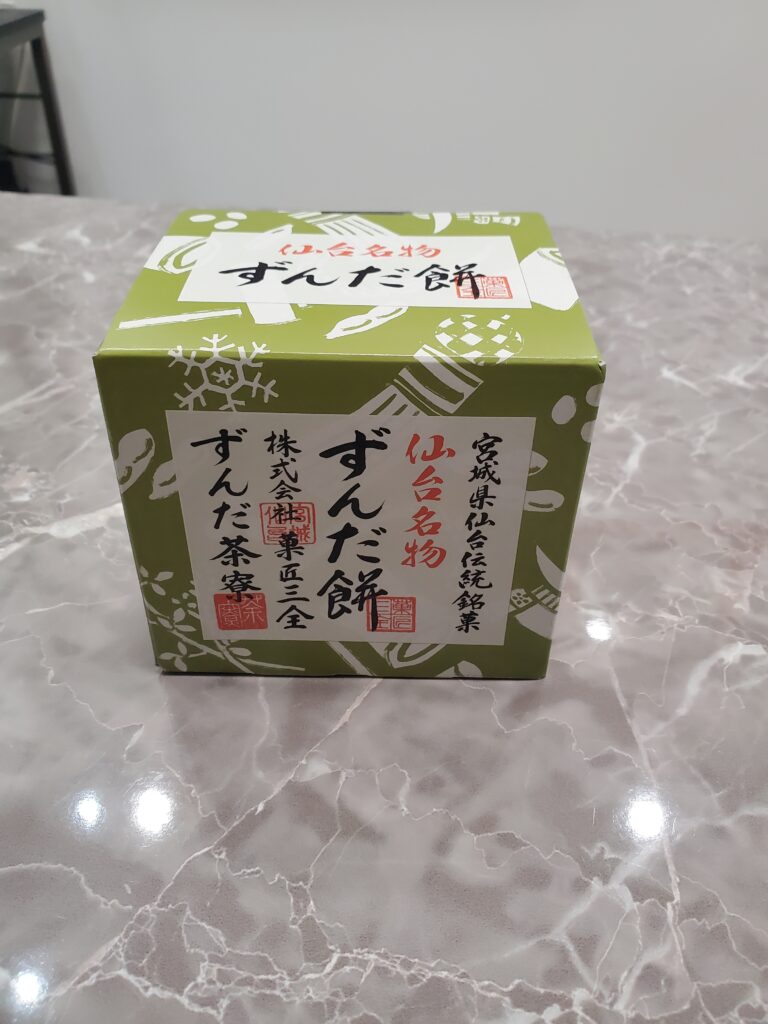 仙台名物
ずんだ餅
宮城県仙台伝統銘菓
仙台名物
ずんだ餅
株式会社 菓匠三全
ずんだ茶寮